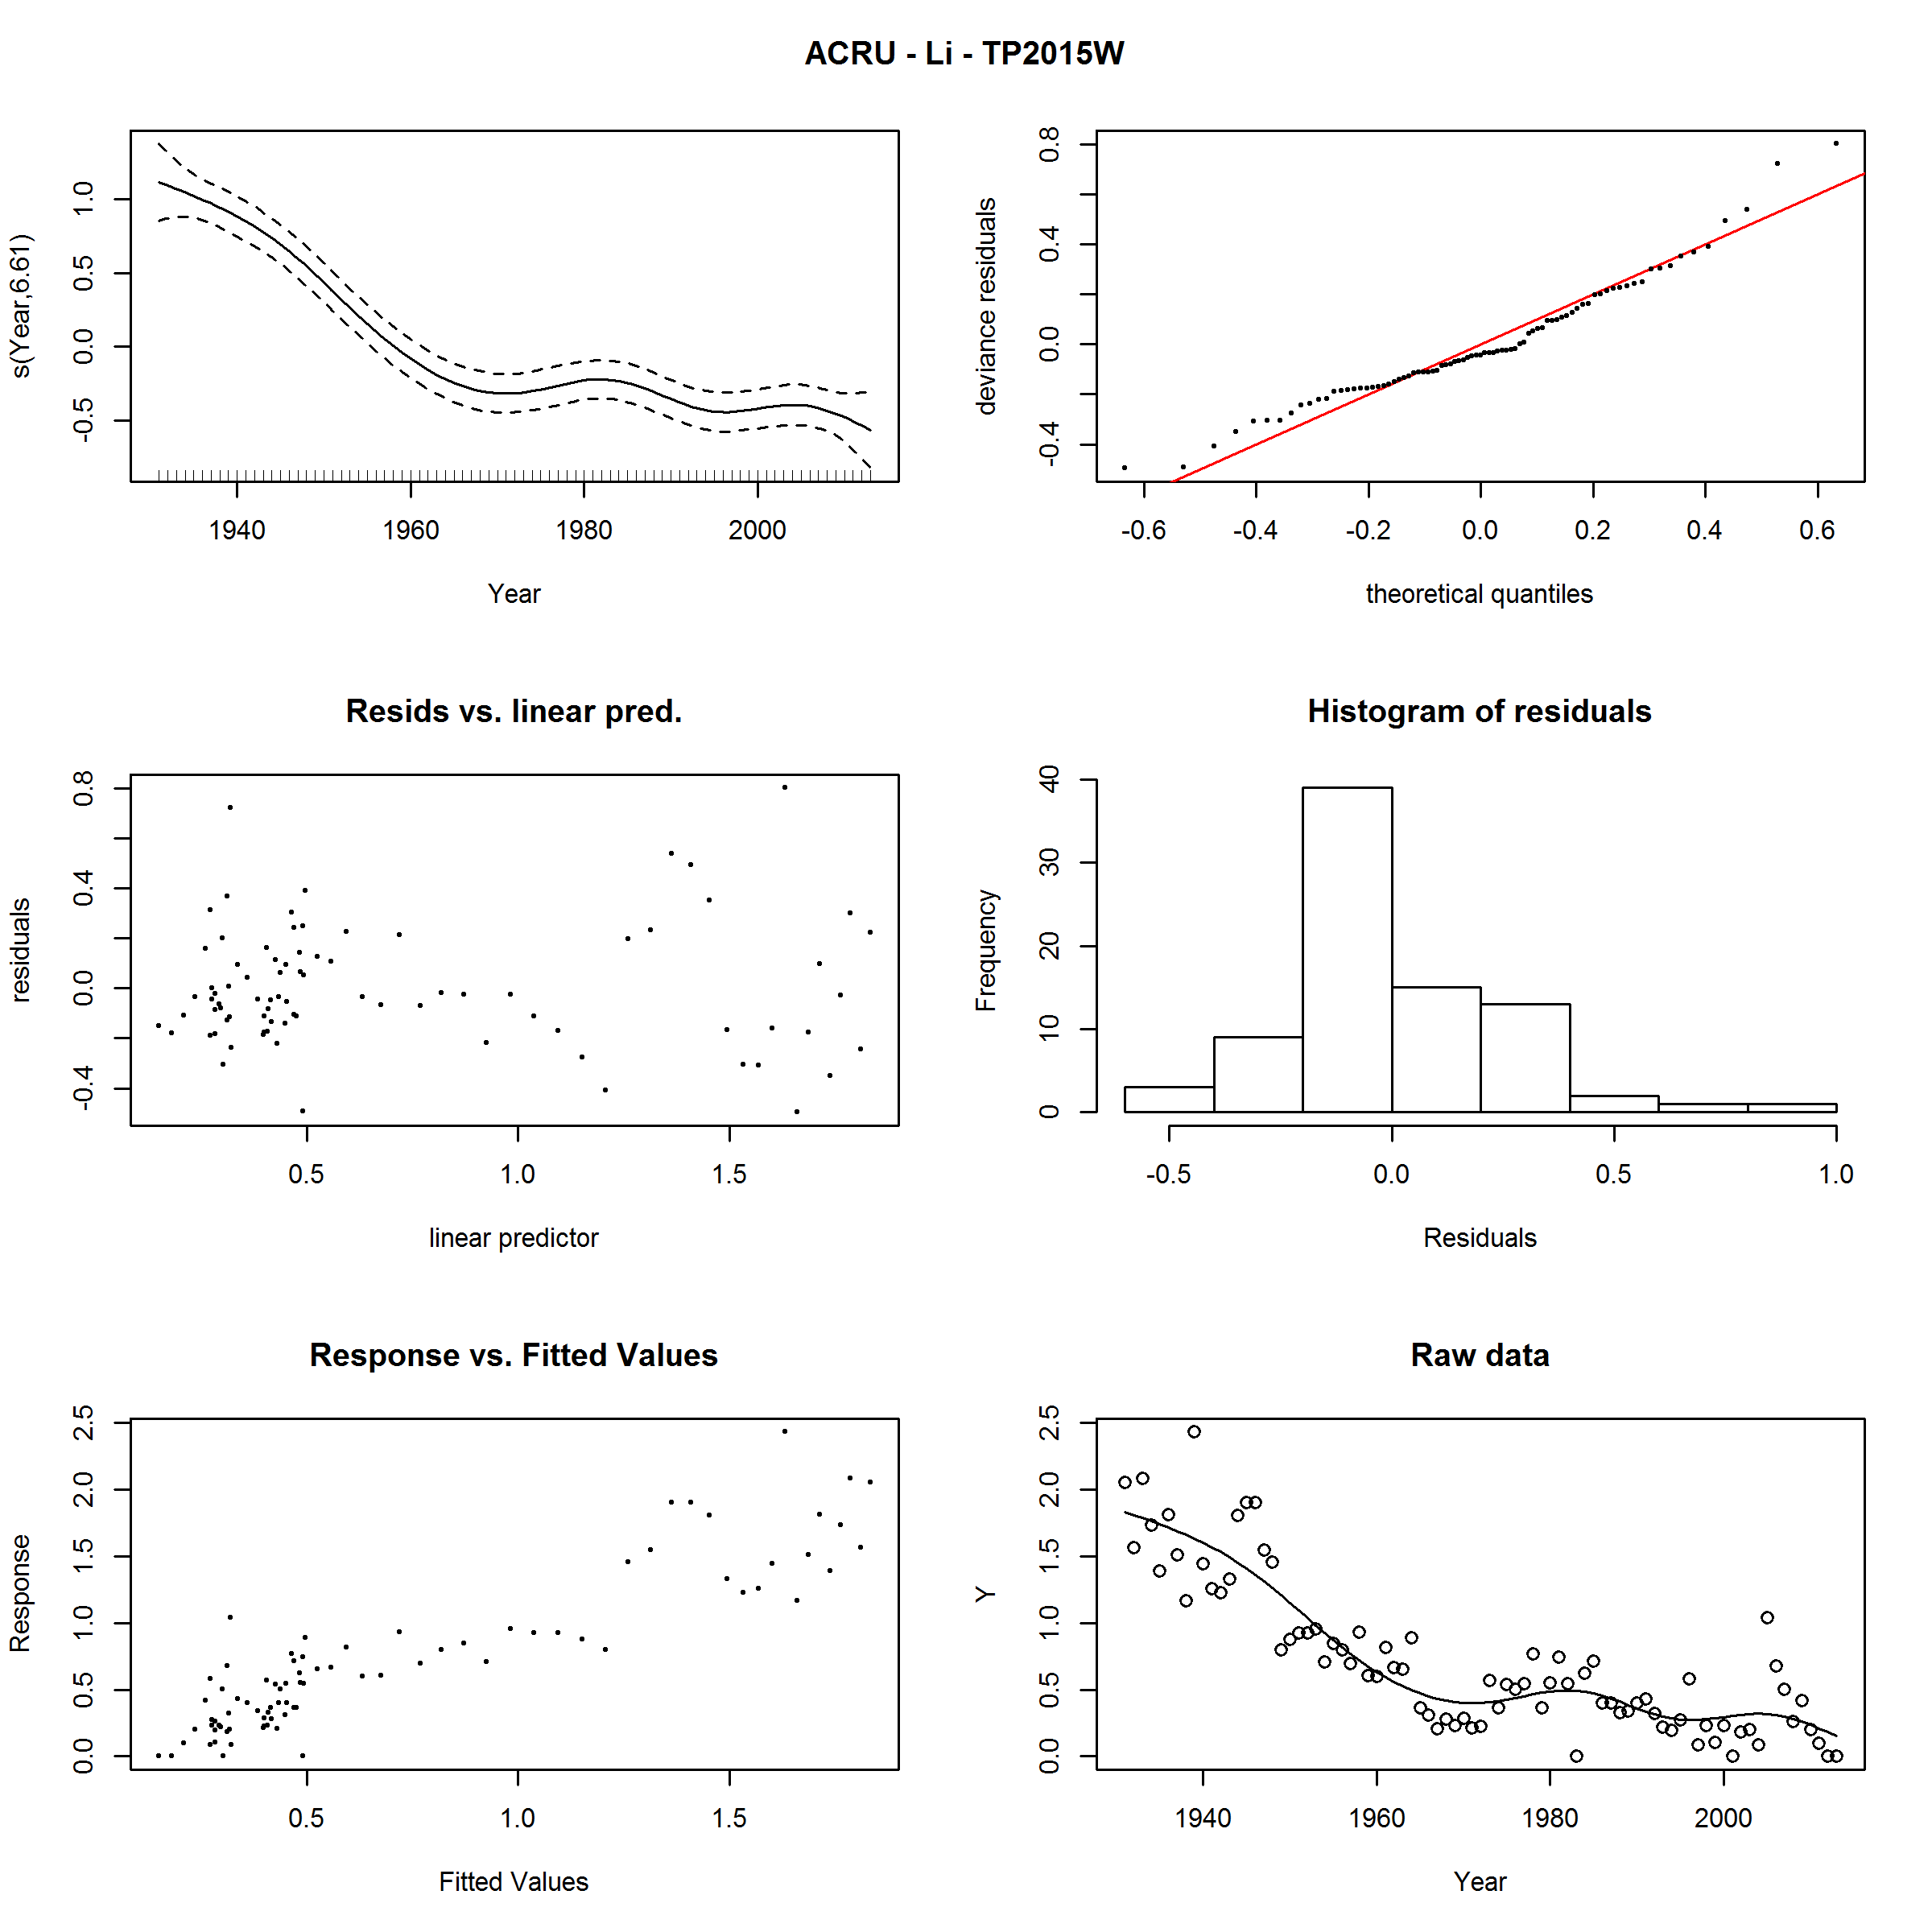 ACRU - Li - TP2015W
s(Year,6.61)
-0.5 0.0 0.5 1.0
1940 1960 1980 2000
Year
deviance residuals
-0.4 0.0 0.4 0.8
-0.6 -0.4 -0.2 0.0 0.2 0.4 0.6
theoretical quantiles
Resids vs. linear pred.
residuals
-0.4 0.0 0.4 0.8
0.5 1.0 1.5
linear predictor
Histogram of residuals
Frequency
0 10 20 30 40
-0.5 0.0 0.5 1.0
Residuals
Response vs. Fitted Values
Response
0.0 0.5 1.0 1.5 2.0 2.5
0.5 1.0 1.5
Fitted Values
Raw data
Y
0.0 0.5 1.0 1.5 2.0 2.5
1940 1960 1980 2000
Year